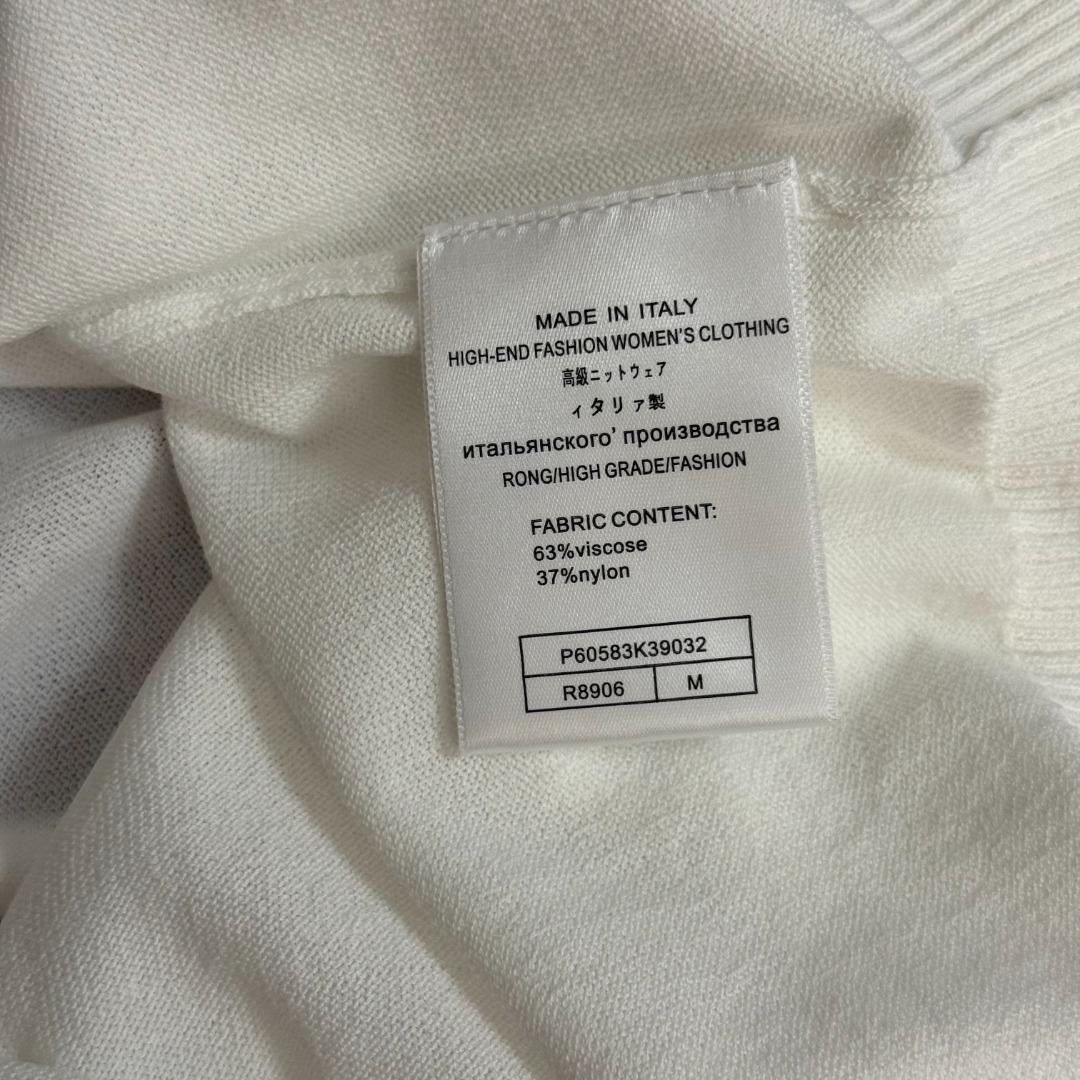 MADE IN ITALY
HIGH-END FASHION WOMEN'S CLOTHING
高級ニットウェア
ィタリァ製
итальянского’ производства
RONG/HIGH GRADE/FASHION
FABRIC CONTENT:
63%viscose
37%nylon
P60583K39032
R8906 M